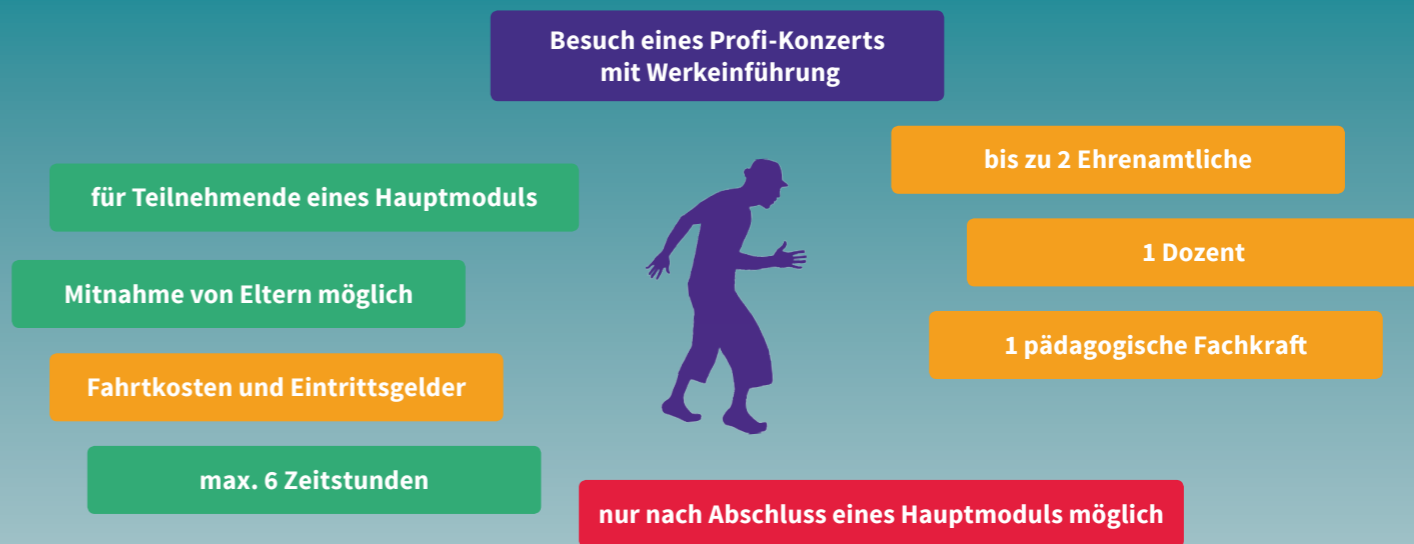 Besuch eines Profi-Konzerts
mit Werkeinführung
für Teilnehmende eines Hauptmoduls
Mitnahme von Eltern möglich
Fahrtkosten und Eintrittsgelder
max. 6 Zeitstunden
bis zu 2 Ehrenamtliche
1 Dozent
1 pädagogische Fachkraft
nur nach Abschluss eines Hauptmoduls möglich